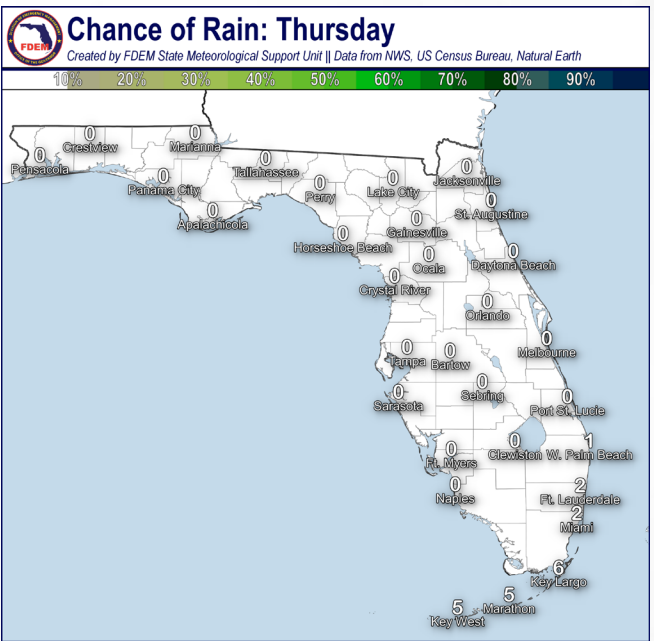 Chance of Rain: Thursday
FDEM
Created by FDEM State Meteorological Support Unit || Data from NWS, US Census Bureau, Natural Earth
10% 20% 30% 40% 50% 60% 70% 80% 90%
0
Crestview
0
Marianna
0
Pensacola
0
Tallahassee
0
Jacksonville
0
Panama City
0
Perry
0
Lake City
0
St. Augustine
0
Apalachicola
0
Gainesville
0
Horseshoe Beach
0
Ocala
0
Daytona Beach
0
Crystal River
0
Orlando
0
Melbourne
0
Tampa
0
Bartow
0
Sebring
0
Sarasota
0
Port St. Lucie
0
Clewiston
1
W. Palm Beach
0
Ft. Myers
0
Naples
2
Ft. Lauderdale
2
Miami
6
Key Largo
5
Marathon
5
Key West